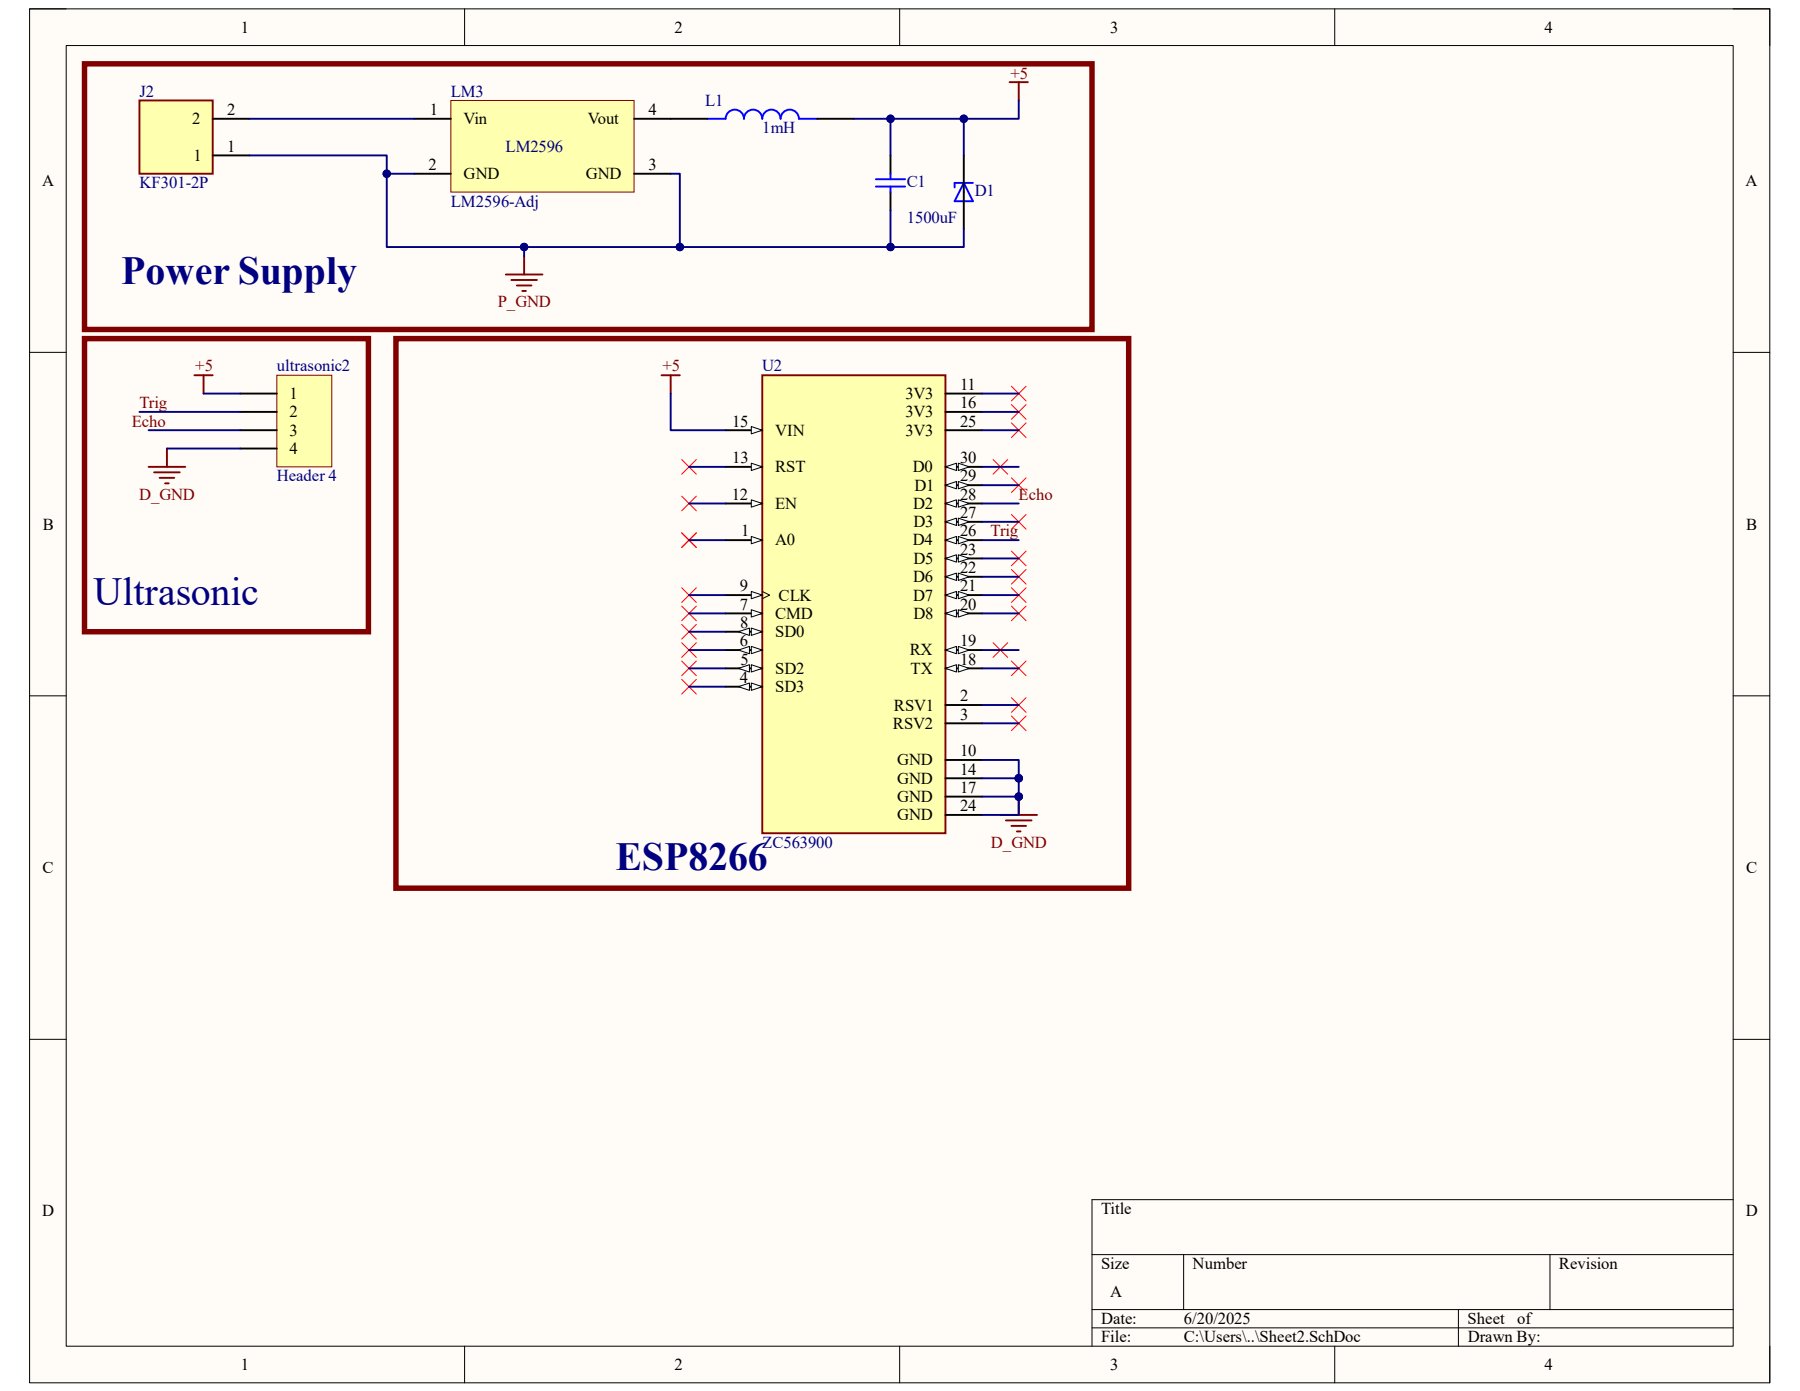 1 2 3 4
A A
B B
C C
D D
1 2 3 4
J2
2 2
1 1
KF301-2P
LM3
1 Vin Vout 4
LM2596
2 GND GND 3
LM2596-Adj
L1
1mH
+5
C1
1500uF
D1
P_GND
Power Supply
+5
ultrasonic2
1
Trig
2
Echo
3
4
Header 4
D_GND
Ultrasonic
+5
U2
15 VIN
13 RST
12 EN
1 A0
9 CLK
7 CMD
8 SD0
6
5 SD2
4 SD3
3V3 11
3V3 16
3V3 25
D0 30
D1 29
D2 28 Echo
D3 27
D4 26 Trig
D5 23
D6 22
D7 21
D8 20
RX 19
TX 18
RSV1 2
RSV2 3
GND 10
GND 14
GND 17
GND 24
D_GND
ZC563900
ESP8266
Title
Size Number Revision
A
Date: 6/20/2025 Sheet of
File: C:\Users\..\Sheet2.SchDoc Drawn By: